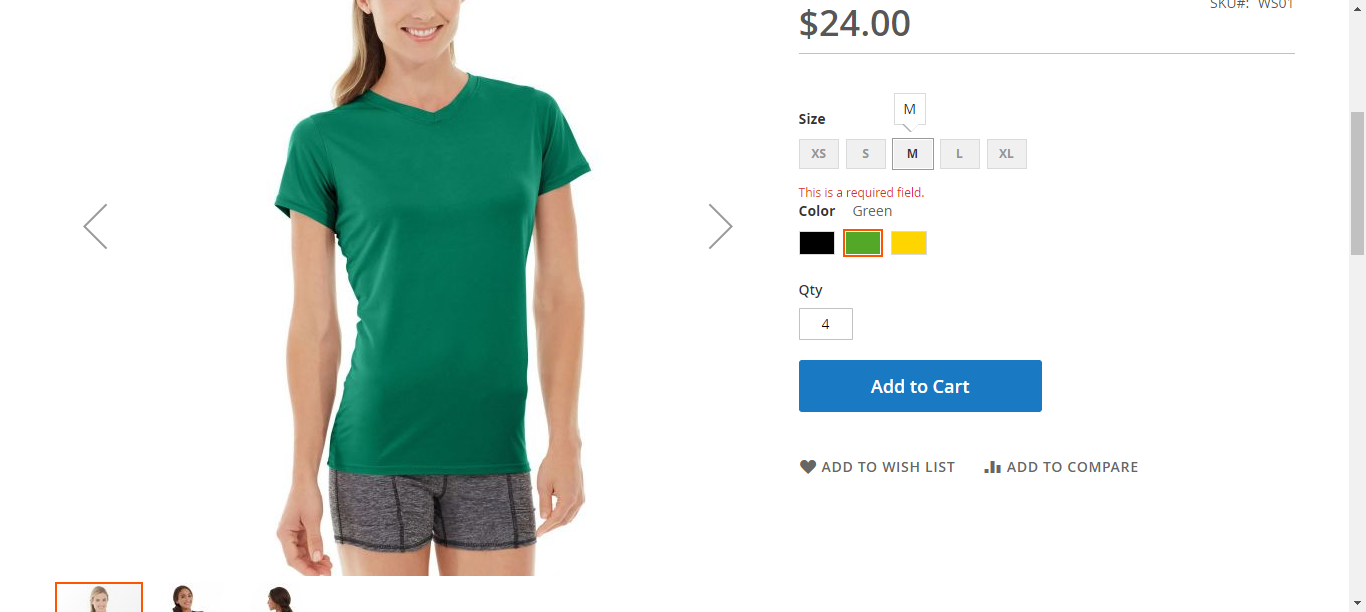 SKU#: WS01
$24.00
M
Size
XS S M L XL
This is a required field.
Color Green
Qty
4
Add to Cart
ADD TO WISH LIST ADD TO COMPARE